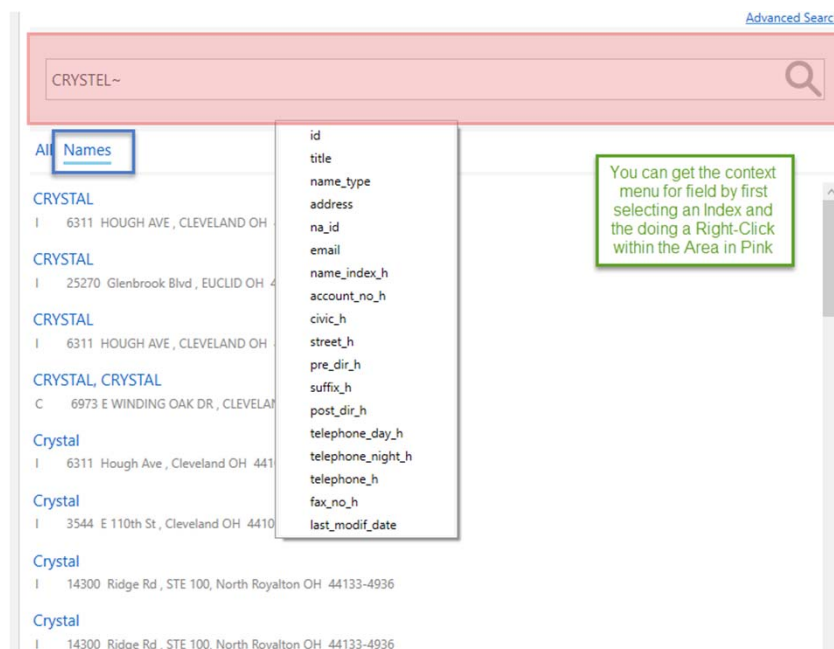 Advanced Searc
CRYSTEL~
All Names
id
title
name_type
address
na_id
email
name_index_h
account_no_h
civic_h
street_h
pre_dir_h
suffix_h
post_dir_h
telephone_day_h
telephone_night_h
telephone_h
fax_no_h
last_modif_date
You can get the context
menu for field by first
selecting an Index and
the doing a Right-Click
within the Area in Pink
CRYSTAL
I 6311 HOUGH AVE , CLEVELAND OH
CRYSTAL
I 25270 Glenbrook Blvd , EUCLID OH 4
CRYSTAL
I 6311 HOUGH AVE , CLEVELAND OH
CRYSTAL, CRYSTAL
C 6973 E WINDING OAK DR , CLEVELA
Crystal
I 6311 Hough Ave , Cleveland OH 441
Crystal
I 3544 E 110th St , Cleveland OH 4410
Crystal
I 14300 Ridge Rd , STE 100, North Royalton OH 44133-4936
Crystal
I 14300 Ridge Rd , STE 100, North Royalton OH 44133-4936